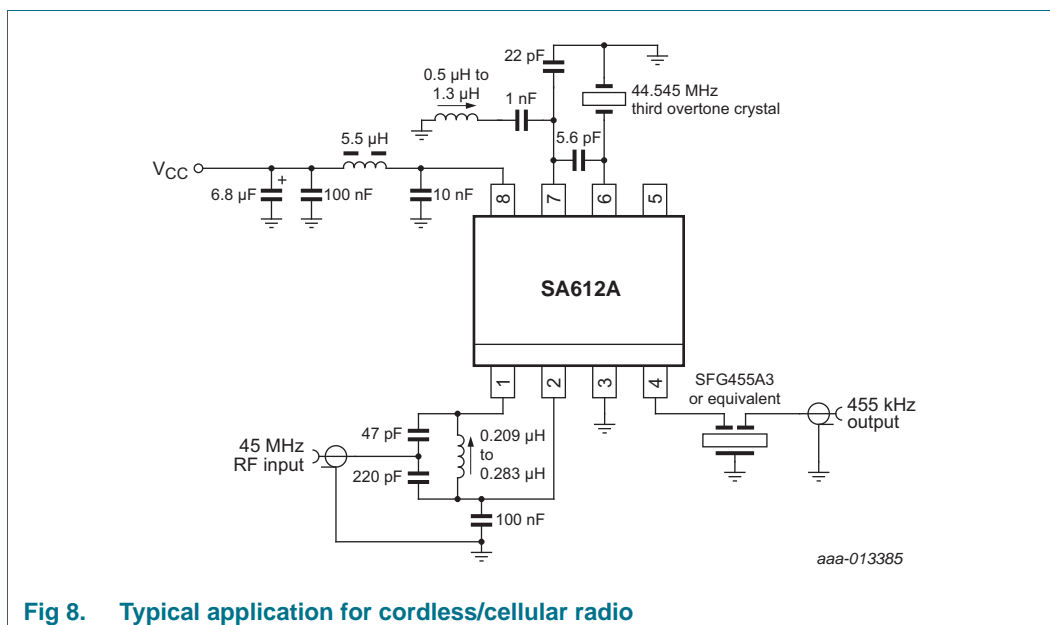 22 pF
0.5 μH to
1.3 μH
1 nF
44.545 MHz
third overtone crystal
5.6 pF
5.5 μH
VCC
6.8 μF
+
100 nF
10 nF
8
7
6
5
SA612A
1
2
3
4
SFG455A3
or equivalent
455 kHz
output
47 pF
220 pF
0.209 μH
to
0.283 μH
45 MHz
RF input
100 nF
aaa-013385
Fig 8. Typical application for cordless/cellular radio